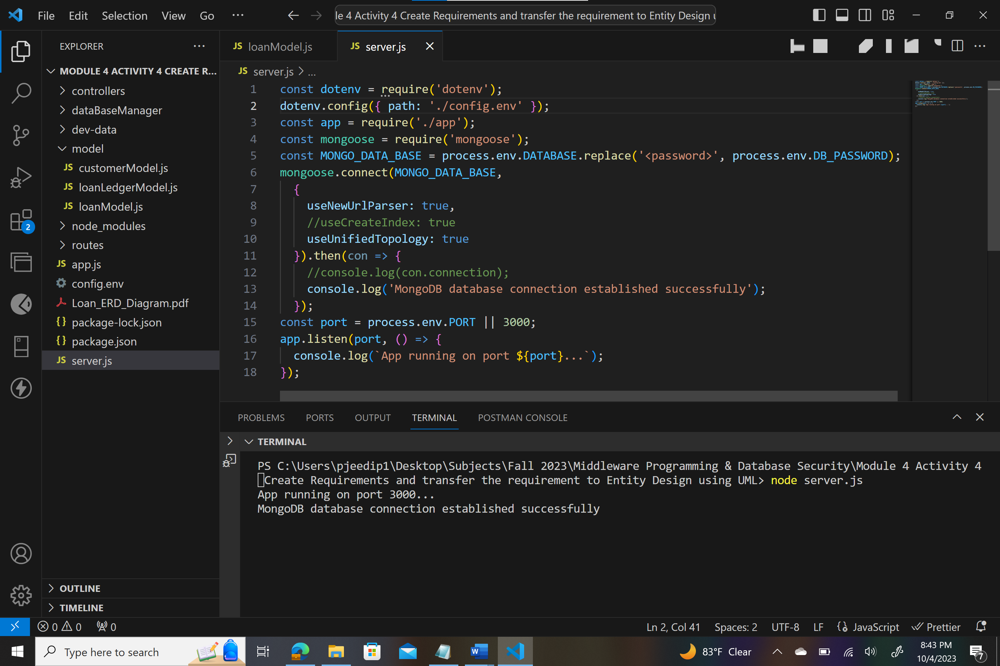 File Edit Selection View Go ...
le 4 Activity 4 Create Requirements and transfer the requirement to Entity Design
EXPLORER
MODULE 4 ACTIVITY 4 CREATE R...
controllers
dataBaseManager
dev-data
model
JS customerModel.js
JS loanLedgerModel.js
JS loanModel.js
node_modules
routes
JS app.js
config.env
Loan_ERD_Diagram.pdf
{} package-lock.json
{} package.json
JS server.js
OUTLINE
TIMELINE
2
JS loanModel.js
JS server.js
JS server.js > ...
1 const dotenv = require('dotenv');
2 dotenv.config({ path: './config.env' });
3 const app = require('./app');
4 const mongoose = require('mongoose');
5 const MONGO_DATA_BASE = process.env.DATABASE.replace('<password>', process.env.DB_PASSWORD);
6 mongoose.connect(MONGO_DATA_BASE,
7 {
8 useNewUrlParser: true,
9 //useCreateIndex: true
10 useUnifiedTopology: true
11 }).then(con => {
12 //console.log(con.connection);
13 console.log('MongoDB database connection established successfully');
14 });
15 const port = process.env.PORT || 3000;
16 app.listen(port, () => {
17 console.log(`App running on port ${port}...`);
18 });
PROBLEMS PORTS OUTPUT TERMINAL POSTMAN CONSOLE
TERMINAL
PS C:\Users\pjeedip1\Desktop\Subjects\Fall 2023\Middleware Programming & Database Security\Module 4 Activity 4
Create Requirements and transfer the requirement to Entity Design using UML> node server.js
App running on port 3000...
MongoDB database connection established successfully
0 0 0
Ln 2, Col 41 Spaces: 2 UTF-8 LF JavaScript Prettier
Type here to search
83°F Clear
8:43 PM
10/4/2023
7